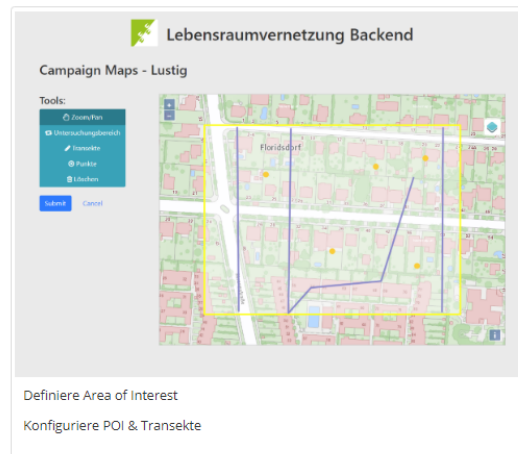 Lebensraumvernetzung Backend
Campaign Maps - Lustig
Tools:
Zoom/Pan
Untersuchungsbereich
Transekte
Punkte
Löschen
Submit Cancel
Floridsdorf
Definiere Area of Interest
Konfiguriere POI & Transekte